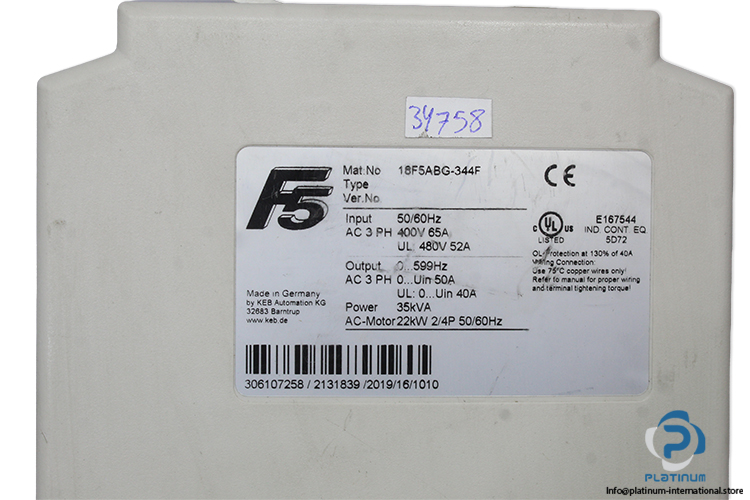 34758
F5
Mat.No 18F5ABG-344F
Type
Ver.No
Input 50/60Hz
AC 3 PH 400V 65A
UL: 480V 52A
Output 0...599Hz
AC 3 PH 0...Uin 50A
UL: 0...Uin 40A
Power 35kVA
AC-Motor 22kW 2/4P 50/60Hz
Made in Germany
by KEB Automation KG
32683 Barntrup
www.keb.de
CE
C UL US
LISTED
E167544
IND. CONT. EQ.
5D72
OL-Protection at 130% of 40A
Wiring Connection:
Use 75°C copper wires only!
Refer to manual for proper wiring
and terminal tightening torque!
306107258 / 2131839 /2019/16/1010
PLATINUM
Info@platinum-international.store